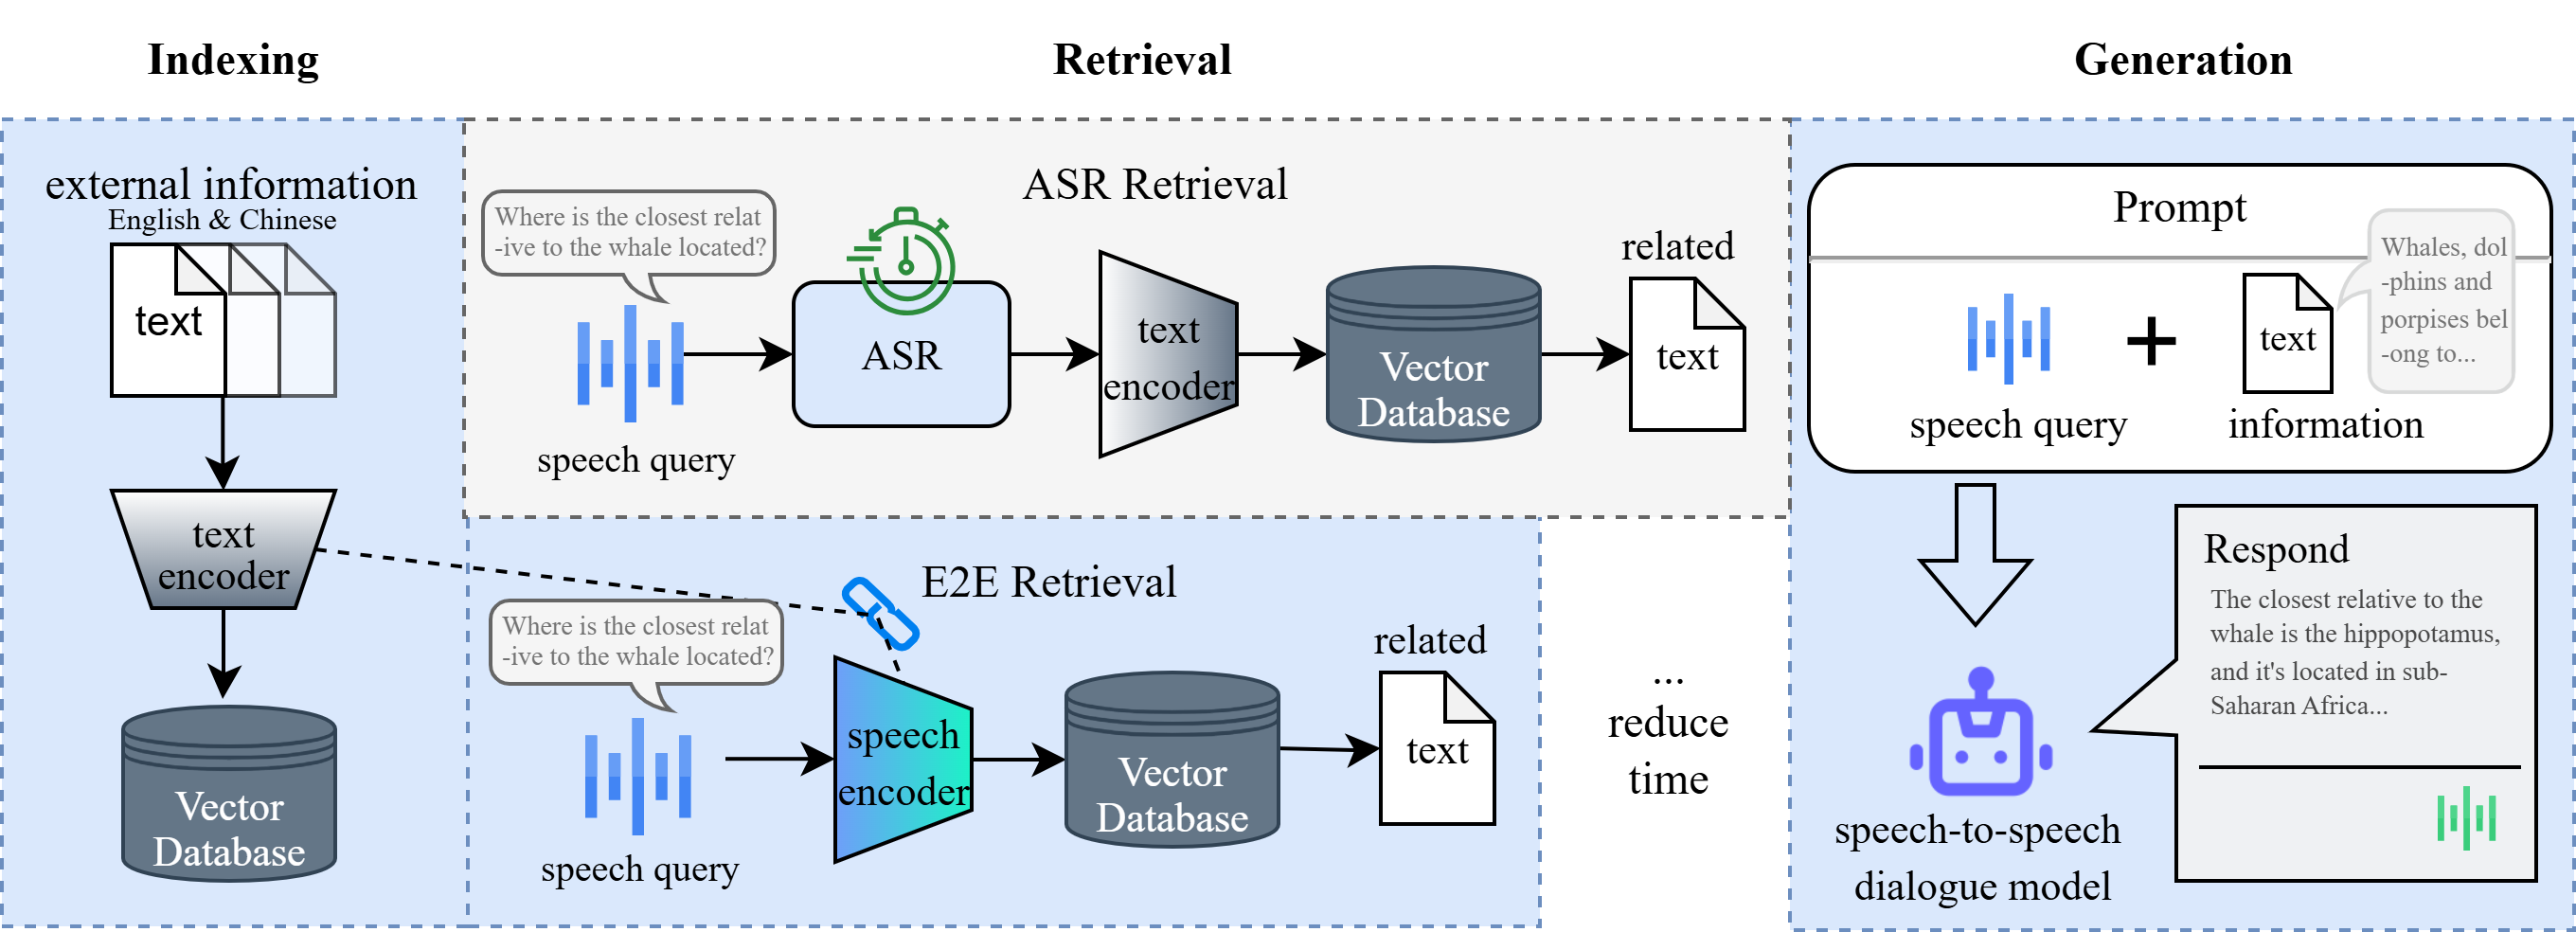 Indexing
Retrieval
Generation
external information
English & Chinese
text
text
encoder
Vector
Database
ASR Retrieval
Where is the closest relat
-ive to the whale located?
speech query
ASR
text
encoder
Vector
Database
related
text
E2E Retrieval
Where is the closest relat
-ive to the whale located?
speech query
speech
encoder
Vector
Database
related
text
...
reduce
time
Prompt
speech query
+
text
information
Whales, dol
-phins and
porpises bel
-ong to...
speech-to-speech
dialogue model
Respond
The closest relative to the
whale is the hippopotamus,
and it's located in sub-
Saharan Africa...